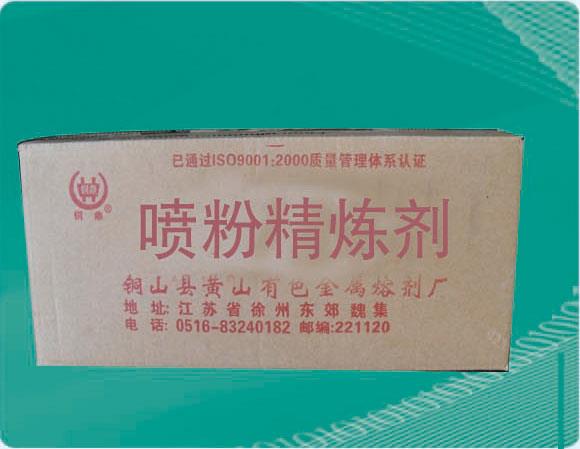 已通过ISO9001:2000质量管理体系认证
铜鼎®
喷粉精炼剂
铜山县黄山有色金属熔剂厂
地 址:江苏省徐州东郊魏集
电 话: 0516-83240182 邮编:221120